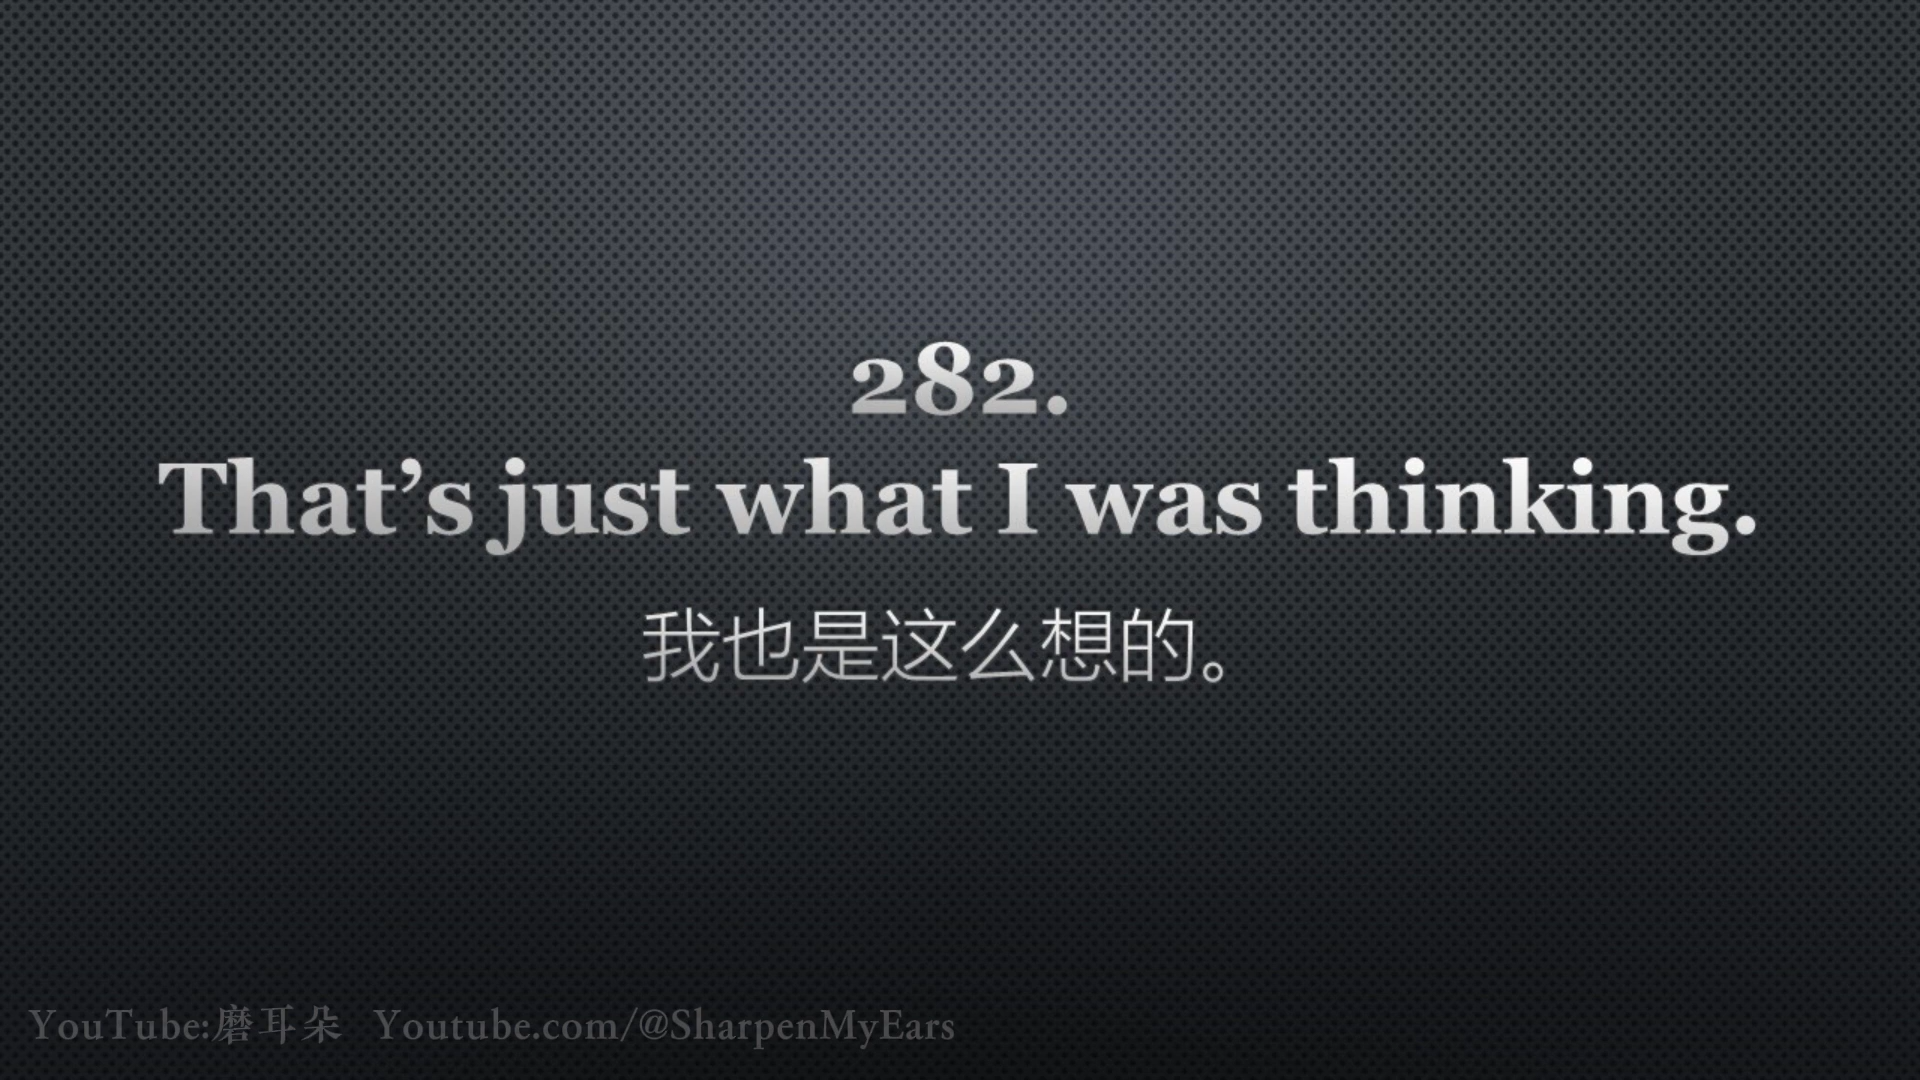 282.
That’s just what I was thinking.
我也是这么想的。
YouTube:磨耳朵 Youtube.com/@SharpenMyEars